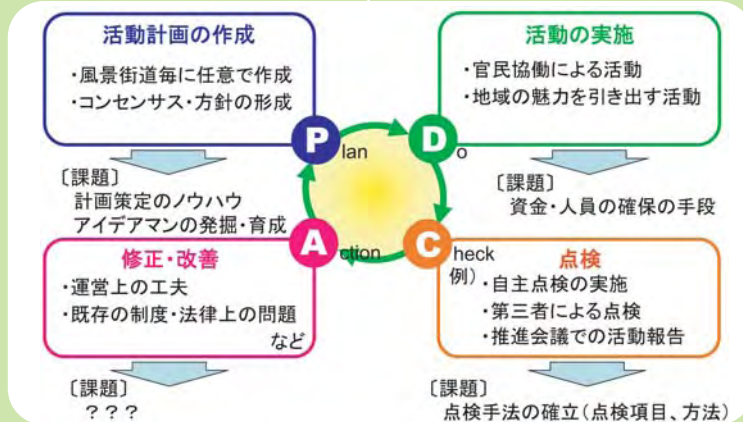 活動計画の作成
・風景街道毎に任意で作成
・コンセンサス・方針の形成
活動の実施
・官民協働による活動
・地域の魅力を引き出す活動
Plan
Do
〔課題〕
計画策定のノウハウ
アイデアマンの発掘・育成
〔課題〕
資金・人員の確保の手段
Action
Check
修正・改善
・運営上の工夫
・既存の制度・法律上の問題
など
点検
例)
・自主点検の実施
・第三者による点検
・推進会議での活動報告
〔課題〕
???
〔課題〕
点検手法の確立(点検項目、方法)